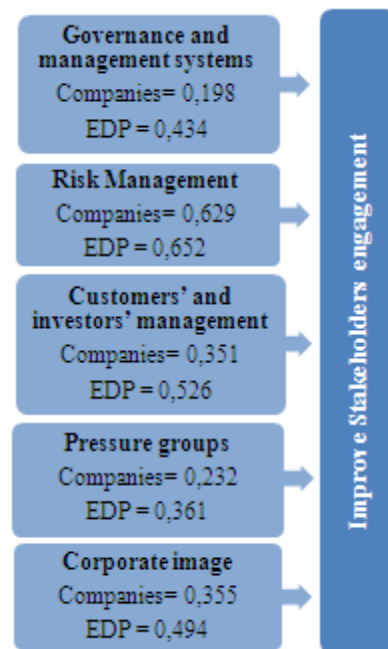 Governance and
management systems
Companies= 0,198
EDP = 0,434
Risk Management
Companies= 0,629
EDP = 0,652
Customers' and
investors' management
Companies= 0,351
EDP = 0,526
Pressure groups
Companies= 0,232
EDP = 0,361
Corporate image
Companies= 0,355
EDP = 0,494
Improve Stakeholders engagement